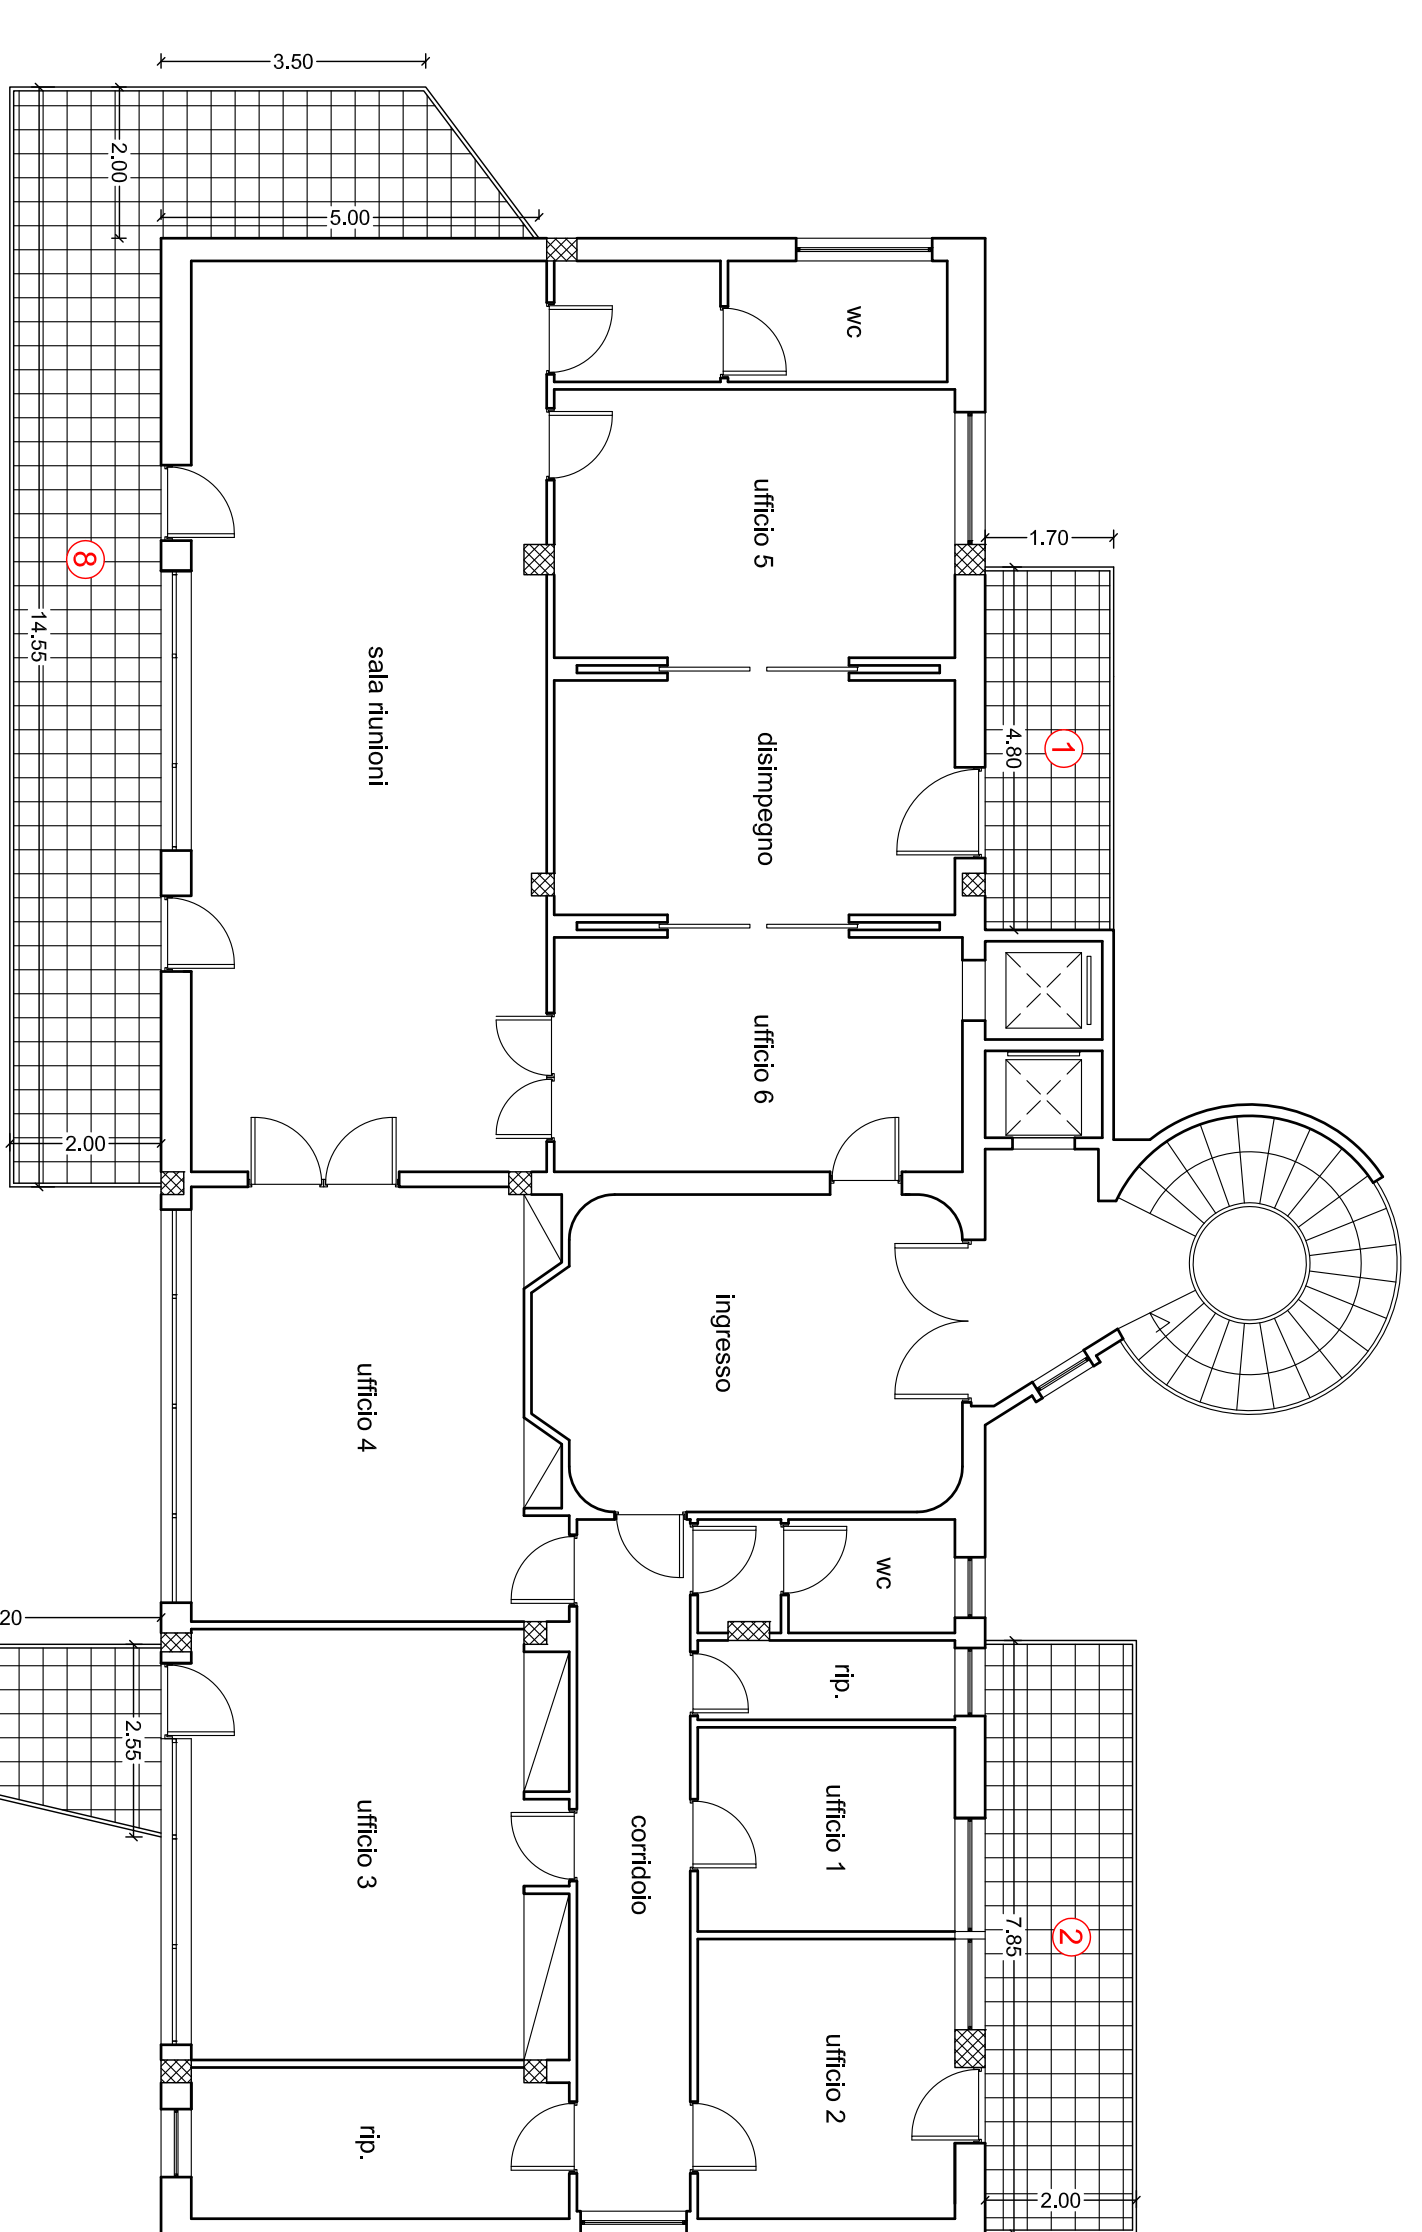 3.50
2.00
5.00
wc
ufficio 5
1.70
8
14.55
sala riunioni
disimpegno
4.80
1
ufficio 6
2.00
ingresso
ufficio 4
wc
20
rip.
2.55
ufficio 3
corridoio
ufficio 1
7.85
2
ufficio 2
rip.
2.00